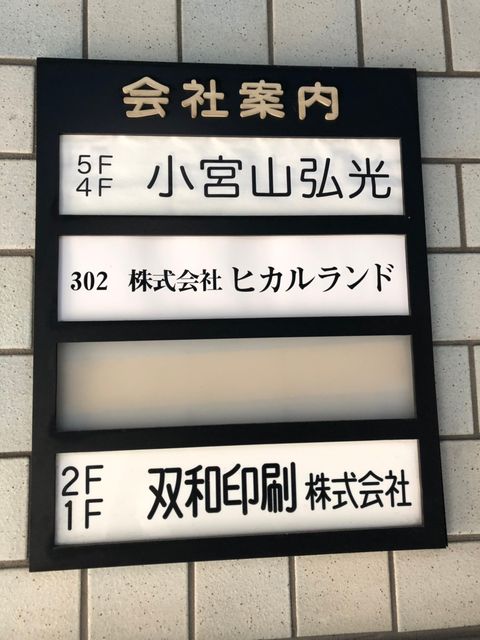 会社案内
5F
4F 小宮山弘光
302 株式会社 ヒカルランド
2F
1F 双和印刷 株式会社